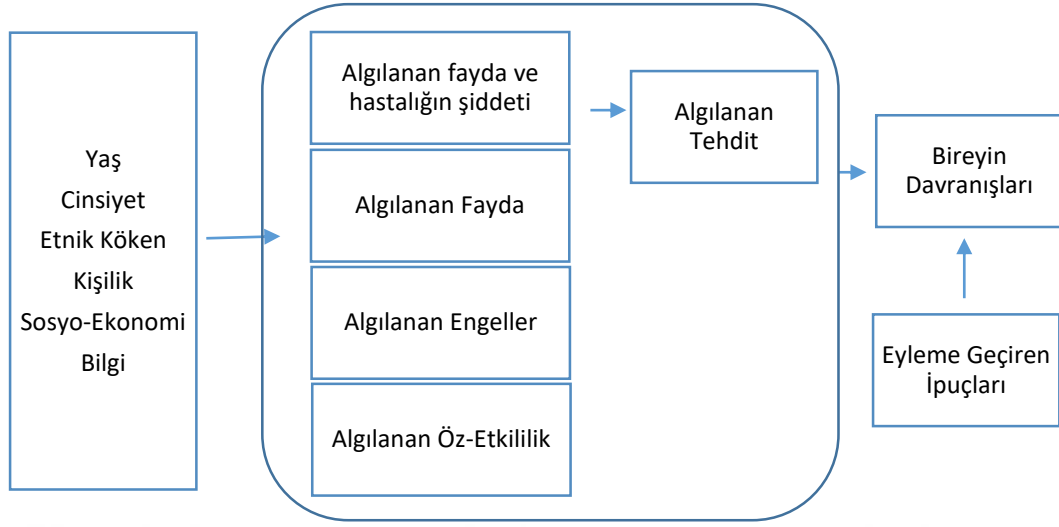 Yaş
Cinsiyet
Etnik Köken
Kişilik
Sosyo-Ekonomi
Bilgi
Algılanan fayda ve
hastalığın şiddeti
Algılanan Fayda
Algılanan Engeller
Algılanan Öz-Etkililik
Algılanan
Tehdit
Bireyin
Davranışları
Eyleme Geçiren
İpuçları